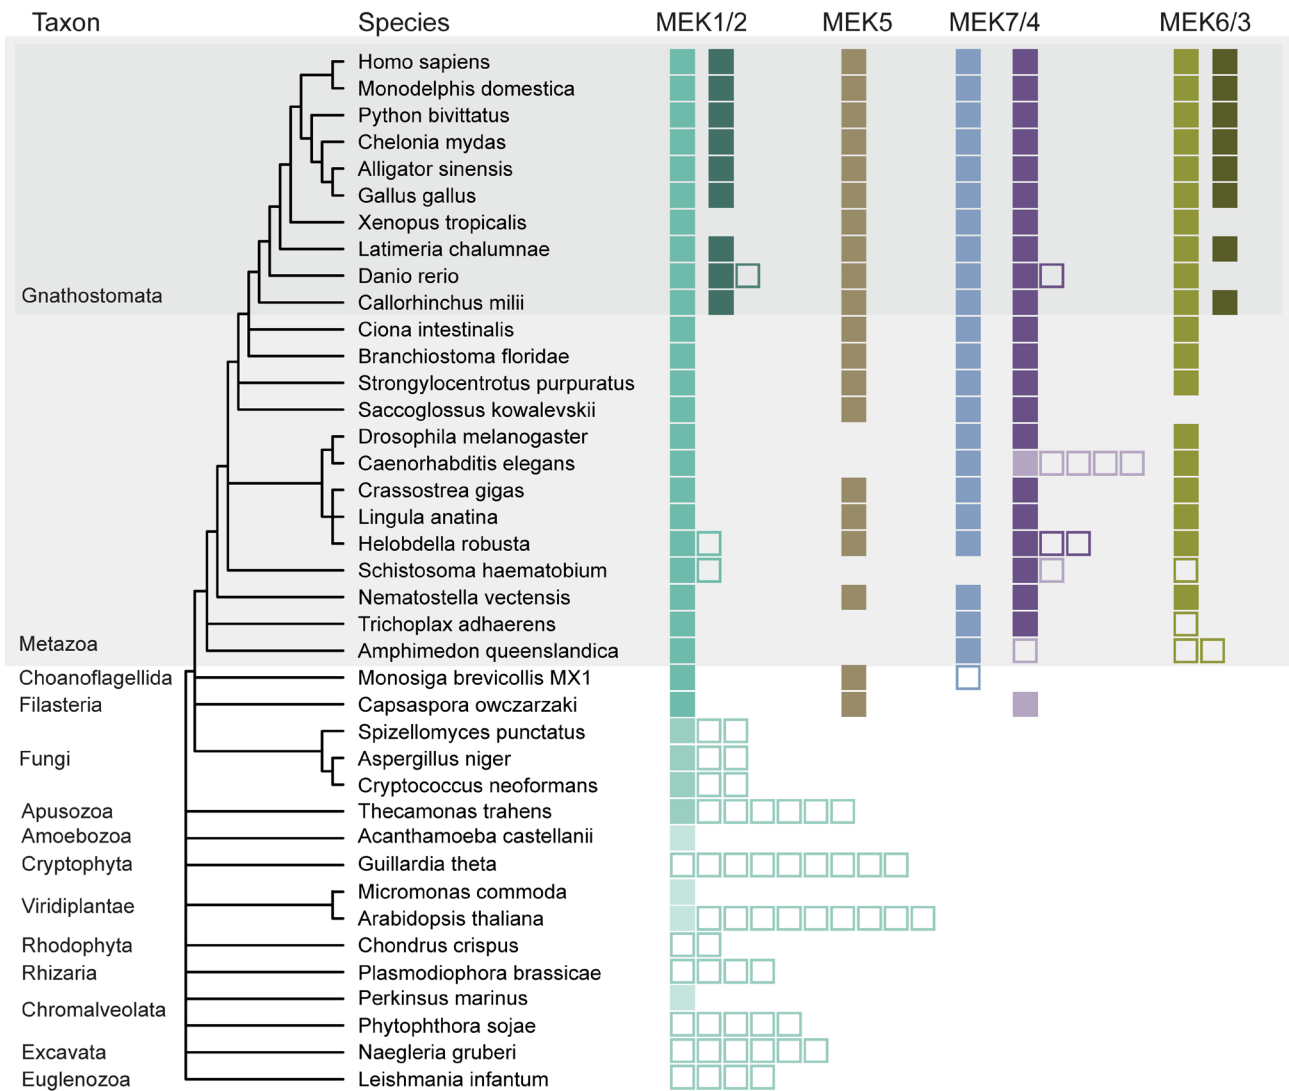 Taxon Species MEK1/2 MEK5 MEK7/4 MEK6/3
Homo sapiens
Monodelphis domestica
Python bivittatus
Chelonia mydas
Alligator sinensis
Gallus gallus
Xenopus tropicalis
Latimeria chalumnae
Danio rerio
Gnathostomata
Callorhinchus milii
Ciona intestinalis
Branchiostoma floridae
Strongylocentrotus purpuratus
Saccoglossus kowalevskii
Drosophila melanogaster
Caenorhabditis elegans
Crassostrea gigas
Lingula anatina
Helobdella robusta
Schistosoma haematobium
Nematostella vectensis
Trichoplax adhaerens
Metazoa
Amphimedon queenslandica
Choanoflagellida Monosiga brevicollis MX1
Filasteria Capsaspora owczarzaki
Spizellomyces punctatus
Fungi Aspergillus niger
Cryptococcus neoformans
Apusozoa Thecamonas trahens
Amoebozoa Acanthamoeba castellanii
Cryptophyta Guillardia theta
Micromonas commoda
Viridiplantae
Arabidopsis thaliana
Rhodophyta Chondrus crispus
Rhizaria Plasmodiophora brassicae
Perkinsus marinus
Chromalveolata
Phytophthora sojae
Excavata Naegleria gruberi
Euglenozoa Leishmania infantum